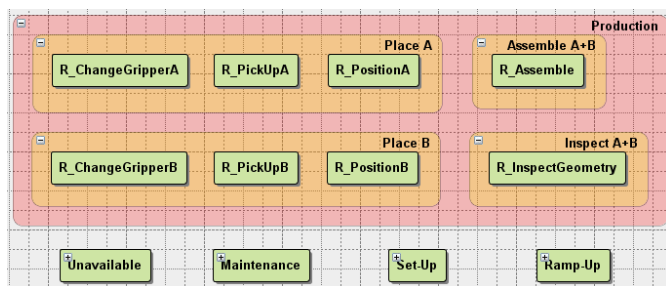 Production
Place A
Assemble A+B
R_ChangeGripperA
R_PickUpA
R_PositionA
R_Assemble
Place B
Inspect A+B
R_ChangeGripperB
R_PickUpB
R_PositionB
R_InspectGeometry
Unavailable
Maintenance
Set-Up
Ramp-Up